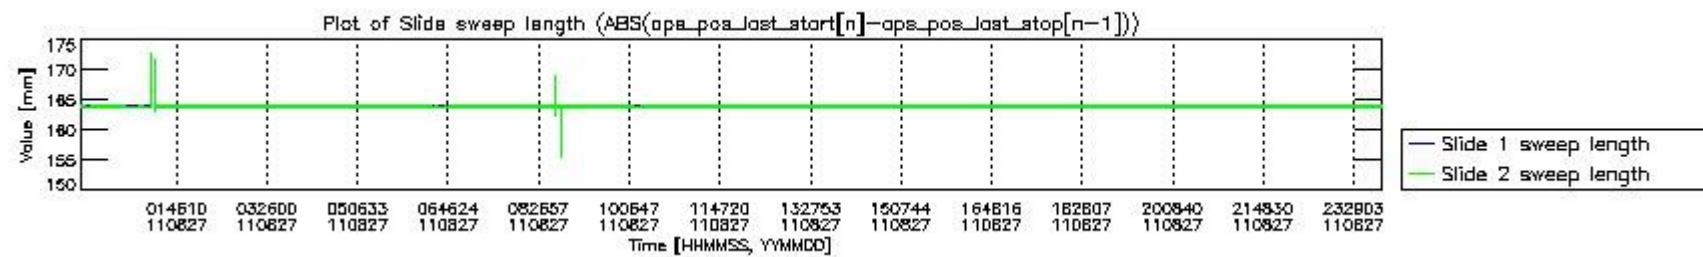 Plot of Slide sweep length (ABS(aps_pos_last_start[n]-aps_pos_last_stop[n-1]))
Value [mm]
175
170
165
160
155
150
014610 032600 050633 064624 082657 100647 114720 132753 150744 164816 182807 200840 214830 232903
110827 110827 110827 110827 110827 110827 110827 110827 110827 110827 110827 110827 110827 110827
Time [HHMMSS, YYMMDD]
Slide 1 sweep length
Slide 2 sweep length